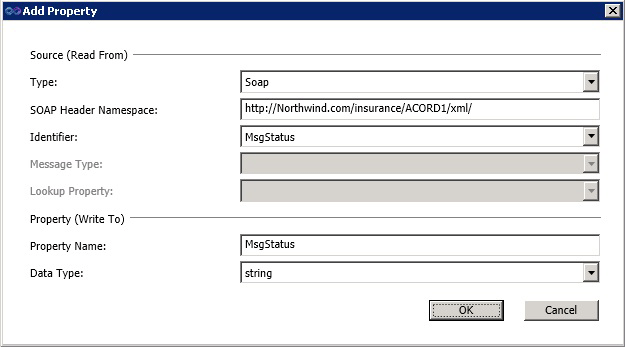 Add Property
Source (Read From)
Type: Soap
SOAP Header Namespace: http://Northwind.com/insurance/ACORD1/xml/
Identifier: MsgStatus
Message Type:
Lookup Property:
Property (Write To)
Property Name: MsgStatus
Data Type: string
OK Cancel